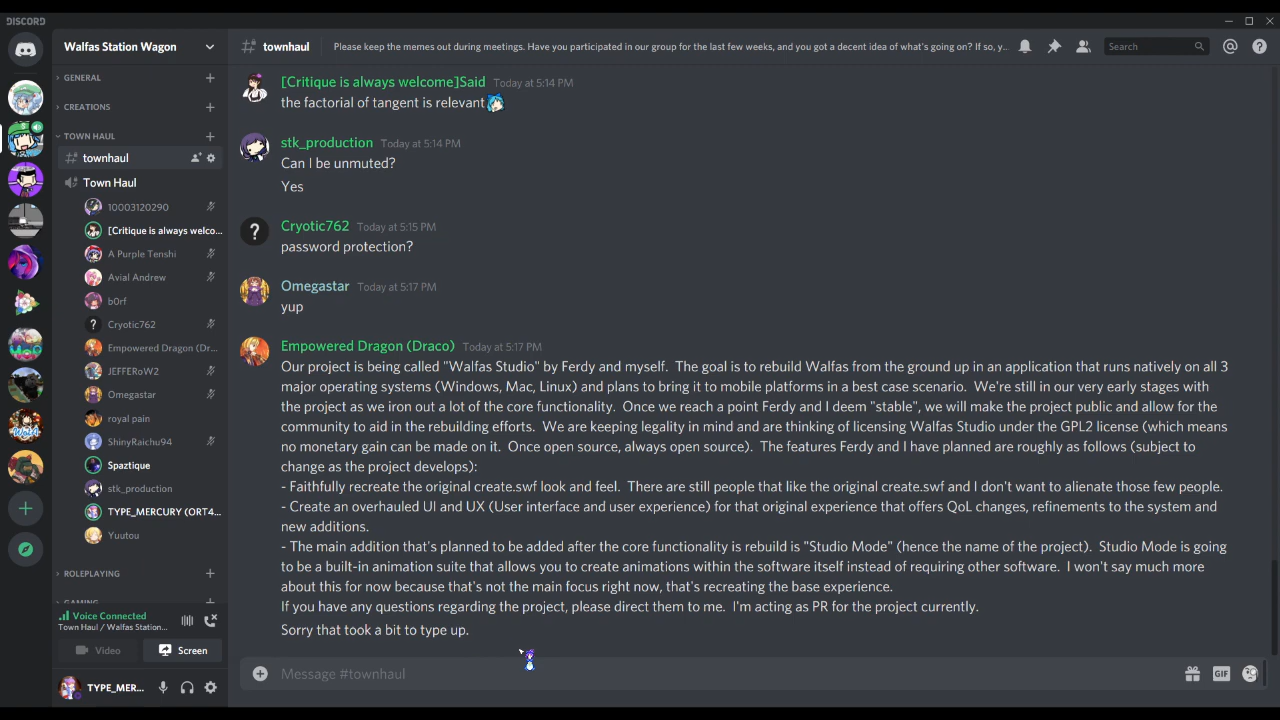 DISCORD
Walfas Station Wagon
GENERAL
CREATIONS
TOWN HAUL
townhaul
Town Haul
10003120290
[Critique is always welco...
A Purple Tenshi
Avial Andrew
b0rf
Cryotic762
Empowered Dragon (Dr...
JEFFERoW2
Omegastar
royal pain
ShinyRaichu94
Spaztique
stk_production
TYPE_MERCURY (ORT4...
Yuutou
ROLEPLAYING
GAMING
Voice Connected
Town Haul / Walfas Station...
Video
Screen
TYPE_MER...
townhaul
Please keep the memes out during meetings. Have you participated in our group for the last few weeks, and you got a decent idea of what's going on? If so, y...
Search
[Critique is always welcome]Said Today at 5:14 PM
the factorial of tangent is relevant
stk_production Today at 5:14 PM
Can I be unmuted?
Yes
Cryotic762 Today at 5:15 PM
password protection?
Omegastar Today at 5:17 PM
yup
Empowered Dragon (Draco) Today at 5:17 PM
Our project is being called "Walfas Studio" by Ferdy and myself. The goal is to rebuild Walfas from the ground up in an application that runs natively on all 3
major operating systems (Windows, Mac, Linux) and plans to bring it to mobile platforms in a best case scenario. We're still in our very early stages with
the project as we iron out a lot of the core functionality. Once we reach a point Ferdy and I deem "stable", we will make the project public and allow for the
community to aid in the rebuilding efforts. We are keeping legality in mind and are thinking of licensing Walfas Studio under the GPL2 license (which means
no monetary gain can be made on it. Once open source, always open source). The features Ferdy and I have planned are roughly as follows (subject to
change as the project develops):
- Faithfully recreate the original create.swf look and feel. There are still people that like the original create.swf and I don't want to alienate those few people.
- Create an overhauled UI and UX (User interface and user experience) for that original experience that offers QoL changes, refinements to the system and
new additions.
- The main addition that's planned to be added after the core functionality is rebuild is "Studio Mode" (hence the name of the project). Studio Mode is going
to be a built-in animation suite that allows you to create animations within the software itself instead of requiring other software. I won't say much more
about this for now because that's not the main focus right now, that's recreating the base experience.
If you have any questions regarding the project, please direct them to me. I'm acting as PR for the project currently.
Sorry that took a bit to type up.
Message #townhaul
GIF